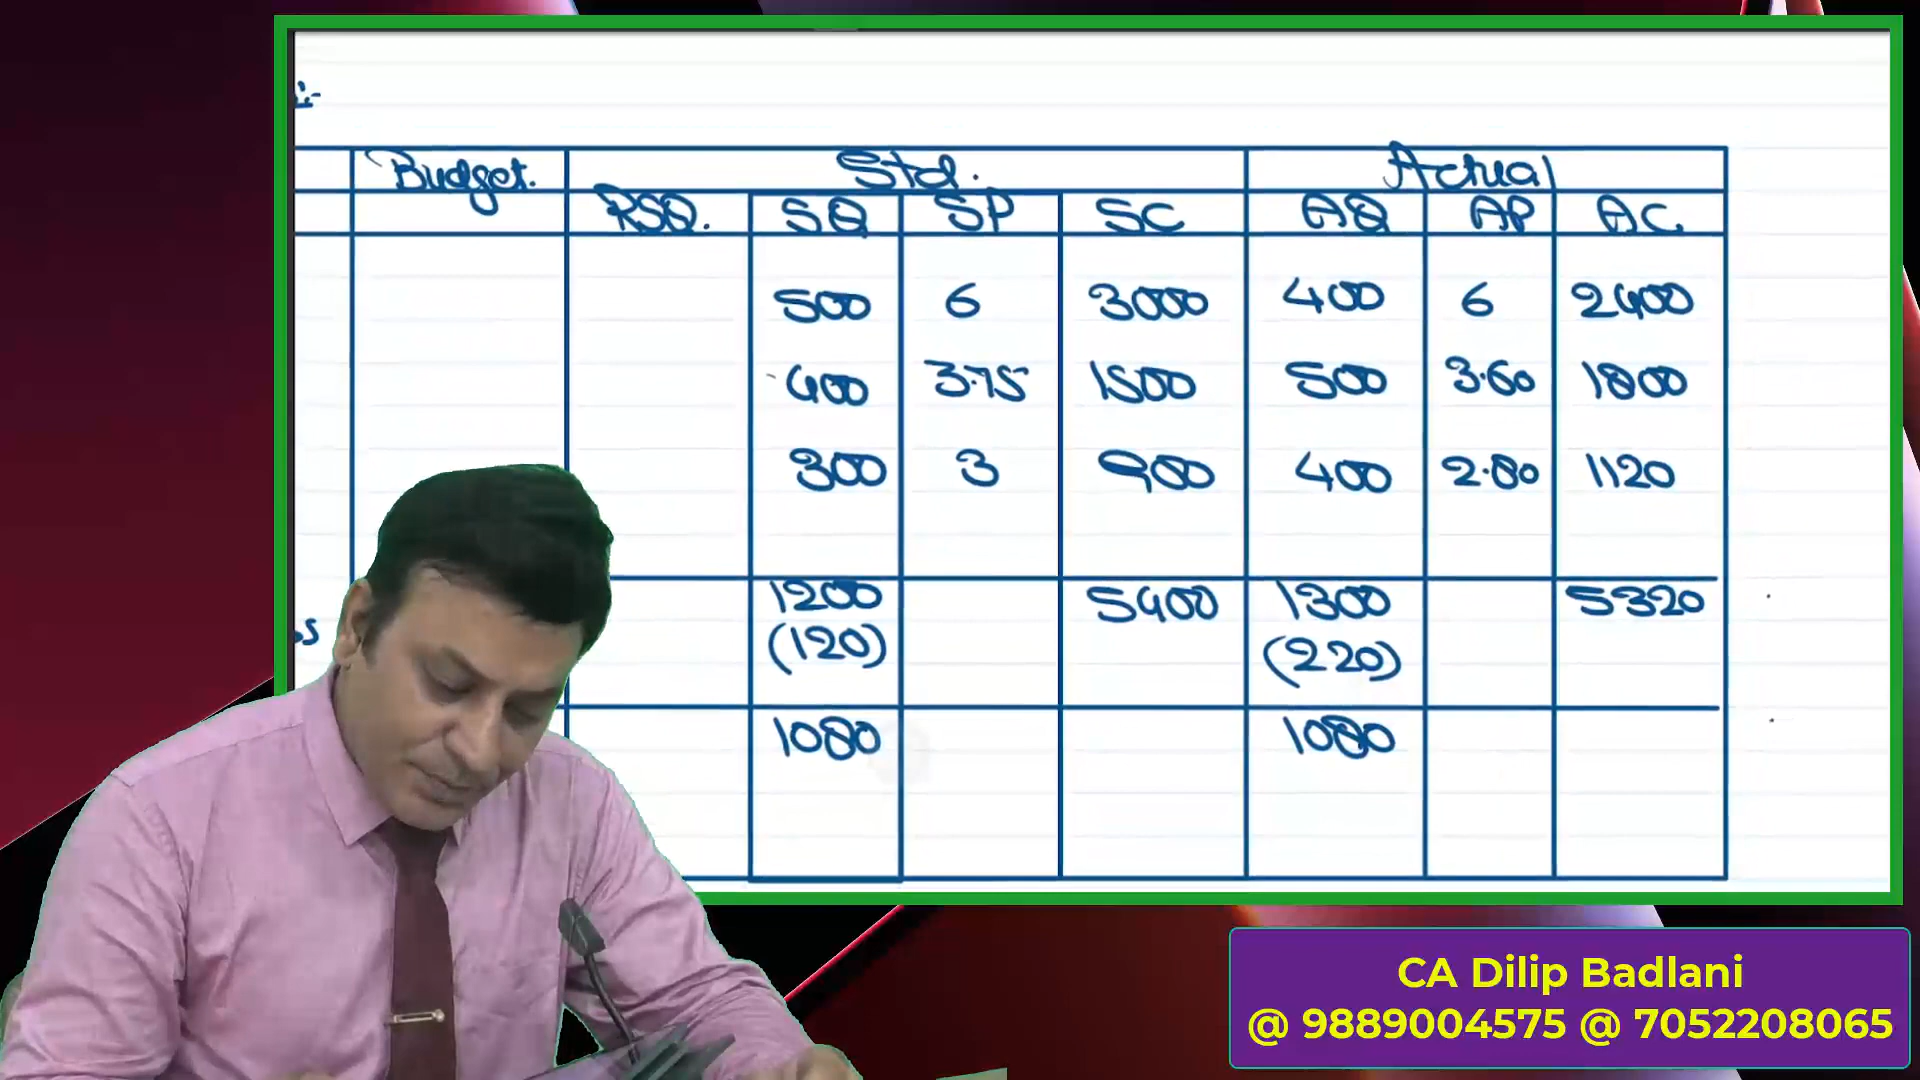 :-
Budget. Std. Actual
RSQ. SQ SP SC AQ AP AC
500 6 3000 400 6 2400
400 3.75 1500 500 3.60 1800
300 3 900 400 2.80 1120
1200 5400 1300 5320
(120) (220)
1080 1080
CA Dilip Badlani
@ 9889004575 @ 7052208065